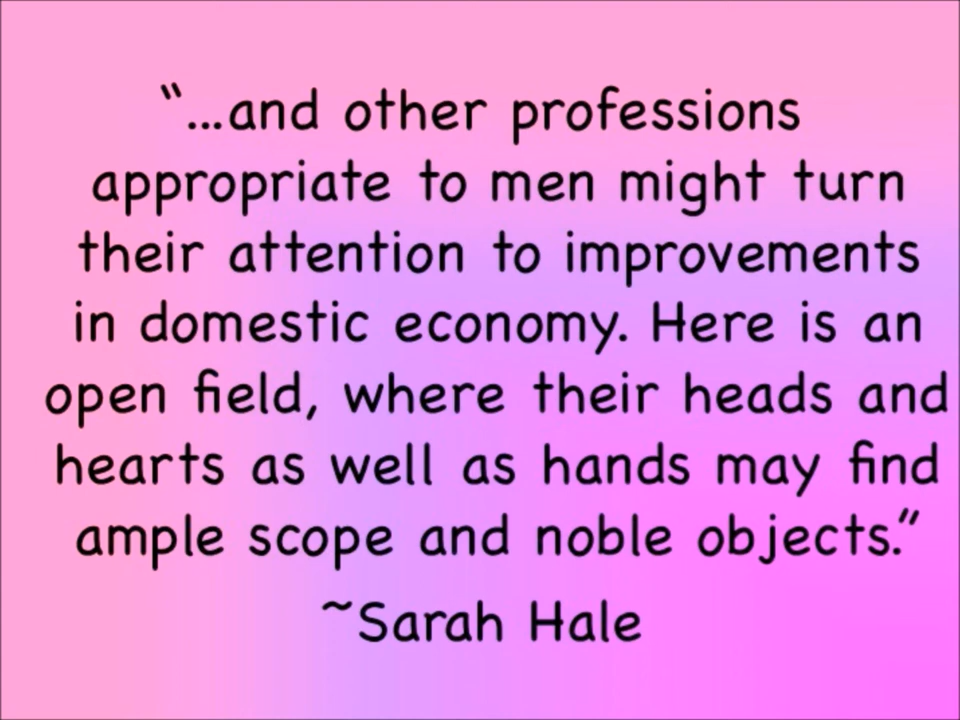 “...and other professions
appropriate to men might turn
their attention to improvements
in domestic economy. Here is an
open field, where their heads and
hearts as well as hands may find
ample scope and noble objects.”
~Sarah Hale